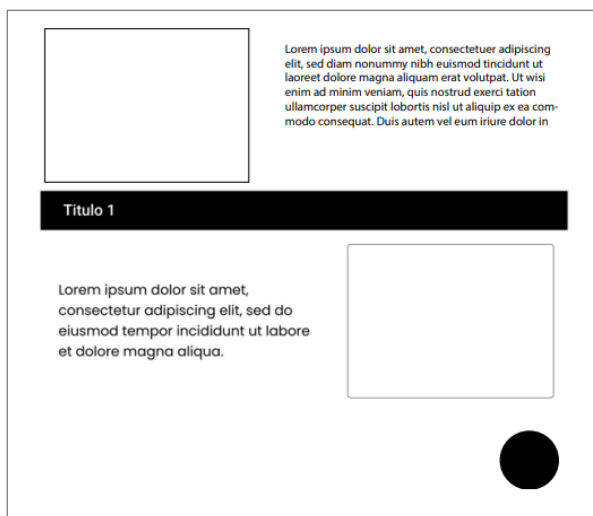 Lorem ipsum dolor sit amet, consectetuer adipiscing
elit, sed diam nonummy nibh euismod tincidunt ut
laoreet dolore magna aliquam erat volutpat. Ut wisi
enim ad minim veniam, quis nostrud exerci tation
ullamcorper suscipit lobortis nisl ut aliquip ex ea com-
modo consequat. Duis autem vel eum iriure dolor in
Titulo 1
Lorem ipsum dolor sit amet,
consectetur adipiscing elit, sed do
eiusmod tempor incididunt ut labore
et dolore magna aliqua.